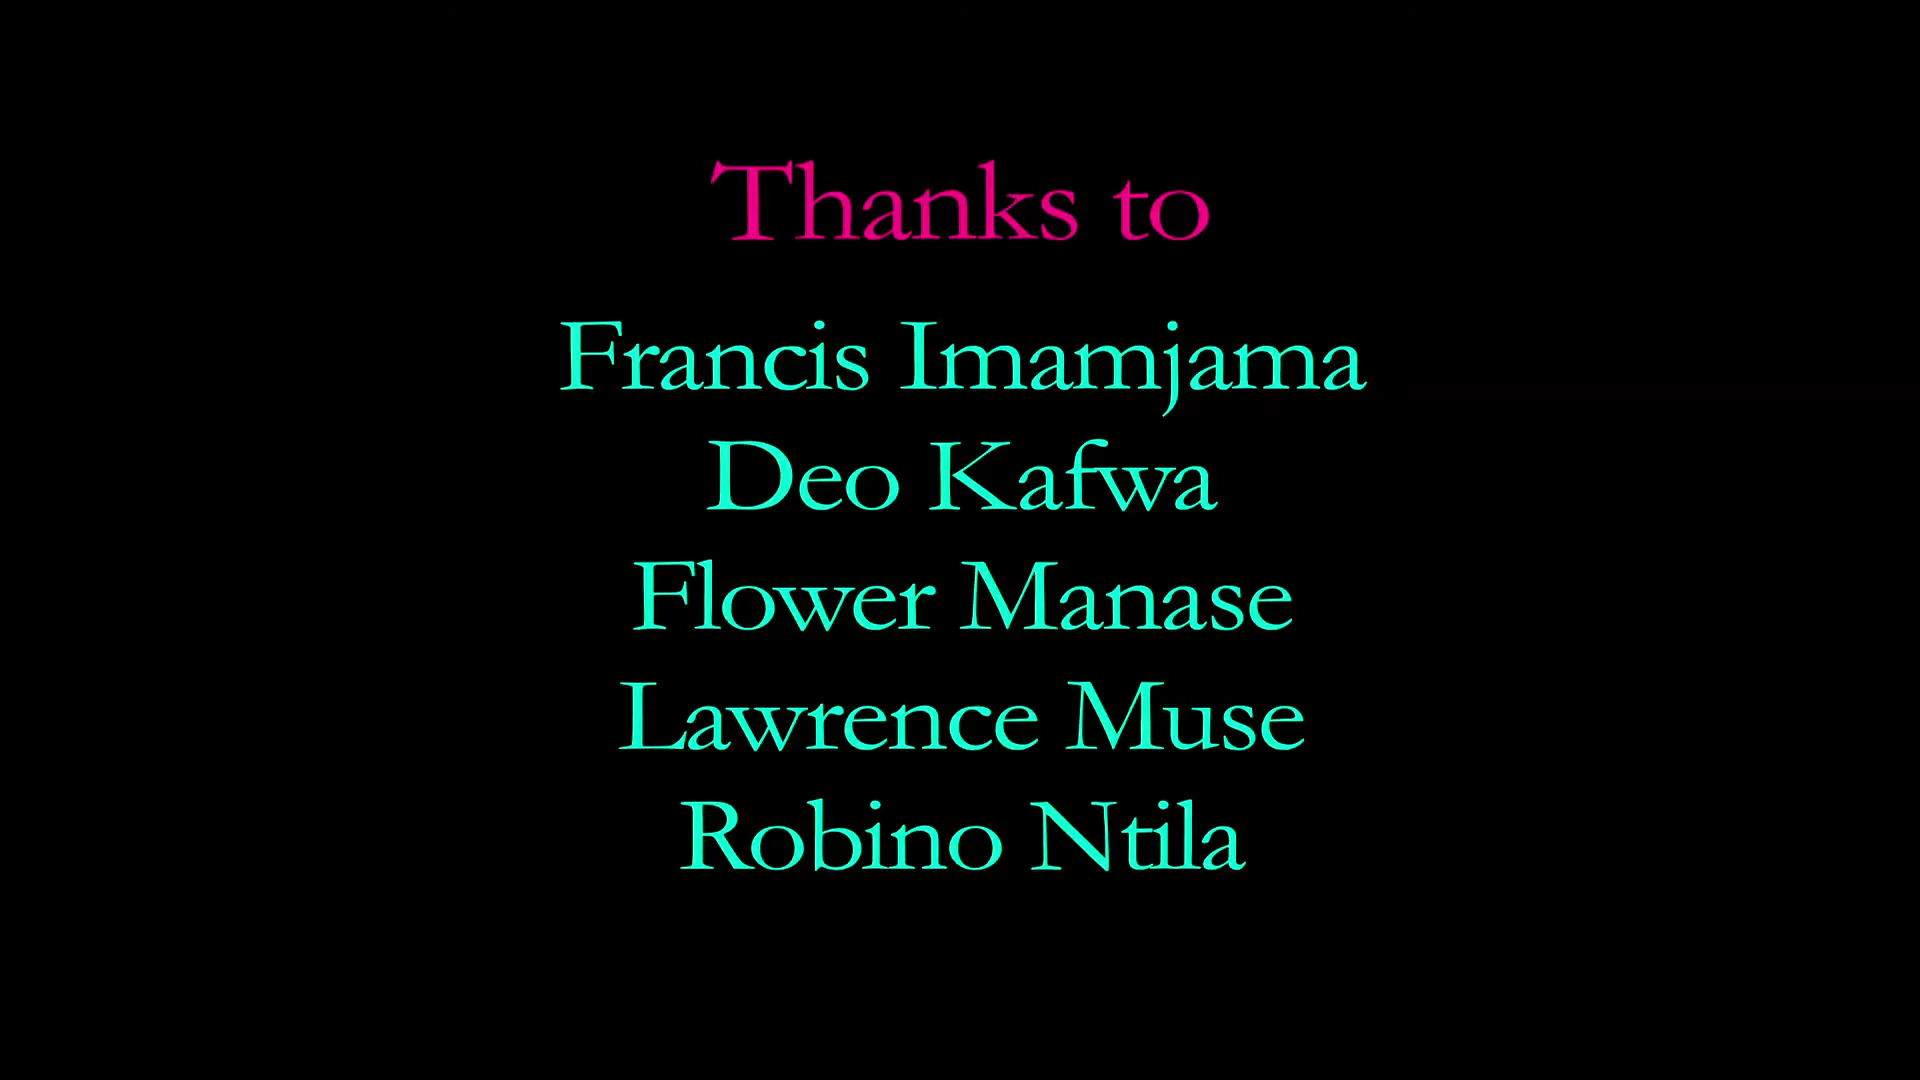 Thanks to
Francis Imamjama
Deo Kafwa
Flower Manase
Lawrence Muse
Robino Ntila